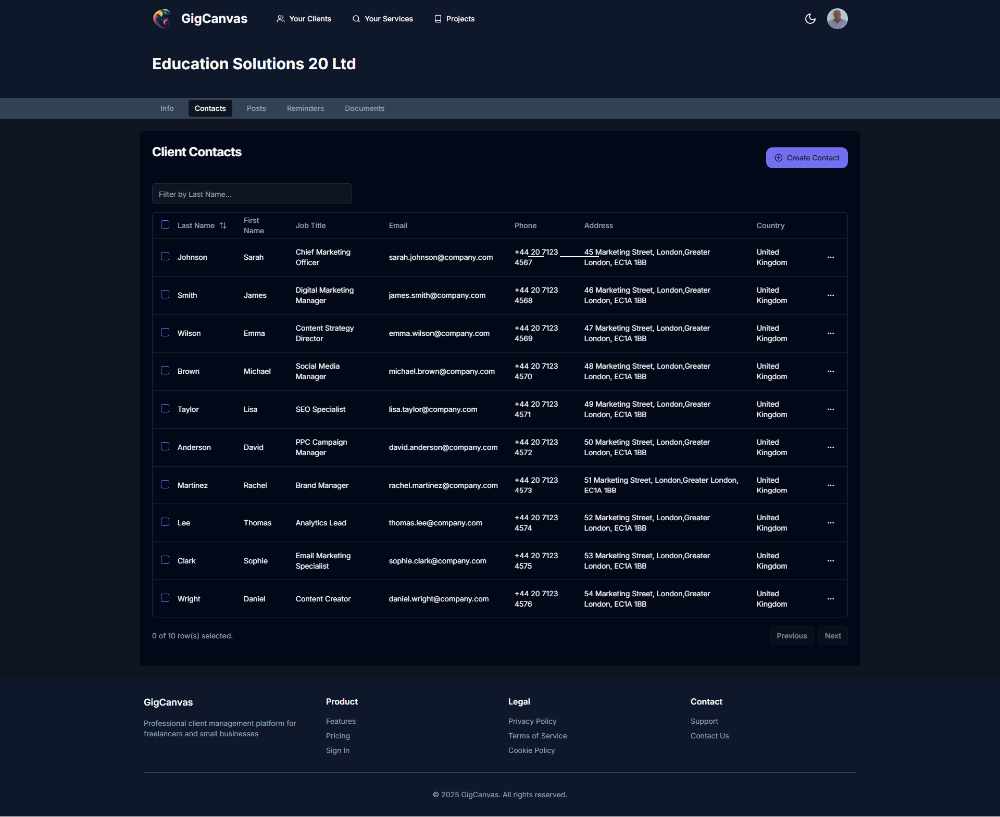 GigCanvas
Your Clients
Your Services
Projects
Education Solutions 20 Ltd
Info
Contacts
Posts
Reminders
Documents
Client Contacts
Create Contact
Filter by Last Name...
Last Name
First
Name
Job Title
Email
Phone
Address
Country
Johnson
Sarah
Chief Marketing
Officer
sarah.johnson@company.com
+44 20 7123
4567
45 Marketing Street, London,Greater
London, EC1A 1BB
United
Kingdom
Smith
James
Digital Marketing
Manager
james.smith@company.com
+44 20 7123
4568
46 Marketing Street, London,Greater
London, EC1A 1BB
United
Kingdom
Wilson
Emma
Content Strategy
Director
emma.wilson@company.com
+44 20 7123
4569
47 Marketing Street, London,Greater
London, EC1A 1BB
United
Kingdom
Brown
Michael
Social Media
Manager
michael.brown@company.com
+44 20 7123
4570
48 Marketing Street, London,Greater
London, EC1A 1BB
United
Kingdom
Taylor
Lisa
SEO Specialist
lisa.taylor@company.com
+44 20 7123
4571
49 Marketing Street, London,Greater
London, EC1A 1BB
United
Kingdom
Anderson
David
PPC Campaign
Manager
david.anderson@company.com
+44 20 7123
4572
50 Marketing Street, London,Greater
London, EC1A 1BB
United
Kingdom
Martinez
Rachel
Brand Manager
rachel.martinez@company.com
+44 20 7123
4573
51 Marketing Street, London,Greater London,
EC1A 1BB
United
Kingdom
Lee
Thomas
Analytics Lead
thomas.lee@company.com
+44 20 7123
4574
52 Marketing Street, London,Greater
London, EC1A 1BB
United
Kingdom
Clark
Sophie
Email Marketing
Specialist
sophie.clark@company.com
+44 20 7123
4575
53 Marketing Street, London,Greater
London, EC1A 1BB
United
Kingdom
Wright
Daniel
Content Creator
daniel.wright@company.com
+44 20 7123
4576
54 Marketing Street, London,Greater
London, EC1A 1BB
United
Kingdom
0 of 10 row(s) selected.
Previous
Next
GigCanvas
Professional client management platform for
freelancers and small businesses
Product
Features
Pricing
Sign In
Legal
Privacy Policy
Terms of Service
Cookie Policy
Contact
Support
Contact Us
© 2025 GigCanvas. All rights reserved.